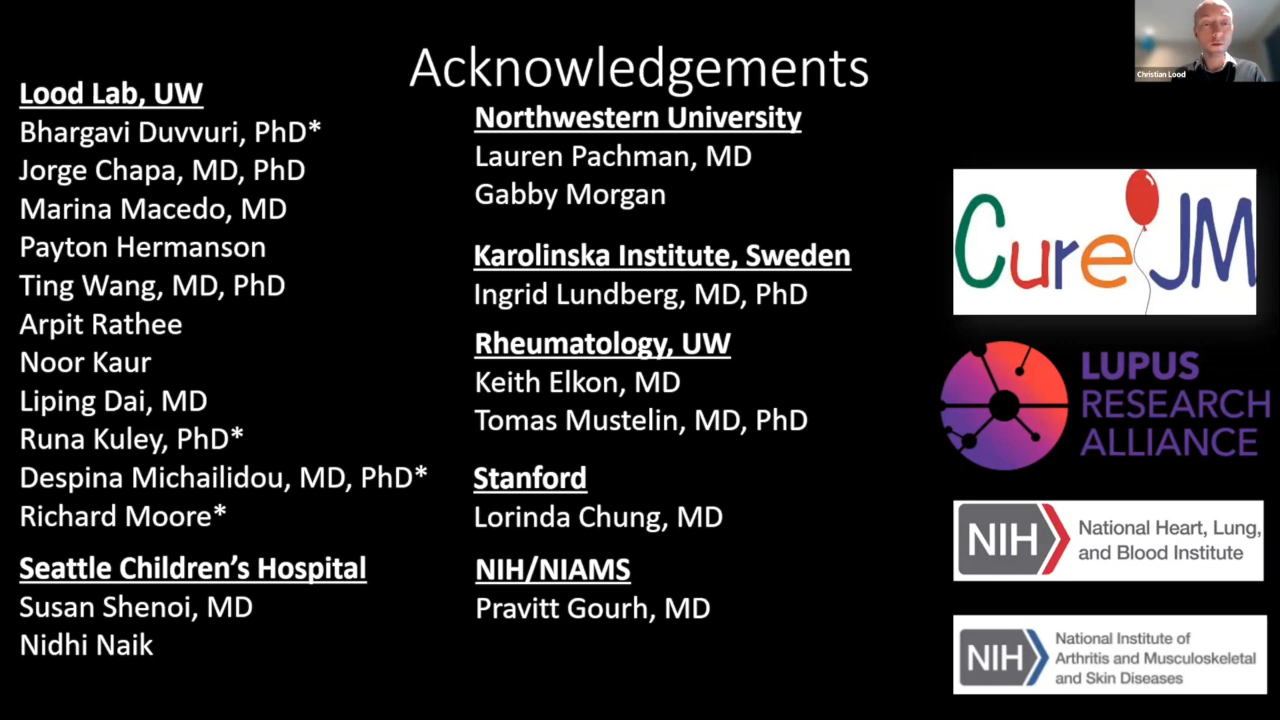 Acknowledgements
Christian Lood
Lood Lab, UW
Bhargavi Duvvuri, PhD*
Jorge Chapa, MD, PhD
Marina Macedo, MD
Payton Hermanson
Ting Wang, MD, PhD
Arpit Rathee
Noor Kaur
Liping Dai, MD
Runa Kuley, PhD*
Despina Michailidou, MD, PhD*
Richard Moore*
Seattle Children’s Hospital
Susan Shenoi, MD
Nidhi Naik
Northwestern University
Lauren Pachman, MD
Gabby Morgan
Karolinska Institute, Sweden
Ingrid Lundberg, MD, PhD
Rheumatology, UW
Keith Elkon, MD
Tomas Mustelin, MD, PhD
Stanford
Lorinda Chung, MD
NIH/NIAMS
Pravitt Gourh, MD
Cure JM
LUPUS
RESEARCH
ALLIANCE
NIH
National Heart, Lung,
and Blood Institute
NIH
National Institute of
Arthritis and Musculoskeletal
and Skin Diseases